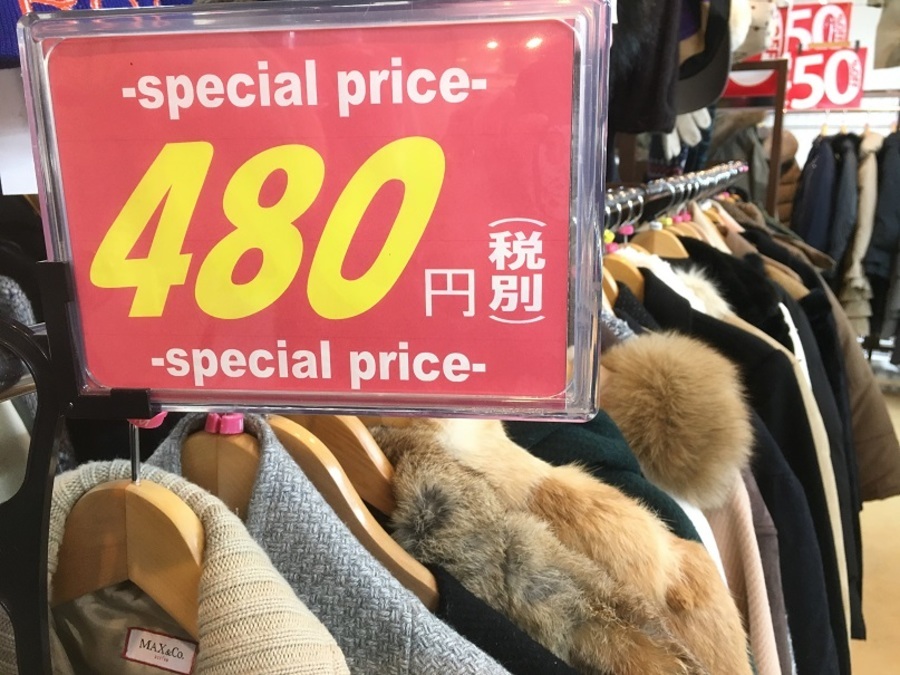 -special price-
480円(税別)
-special price-
50
50
MAX&Co.